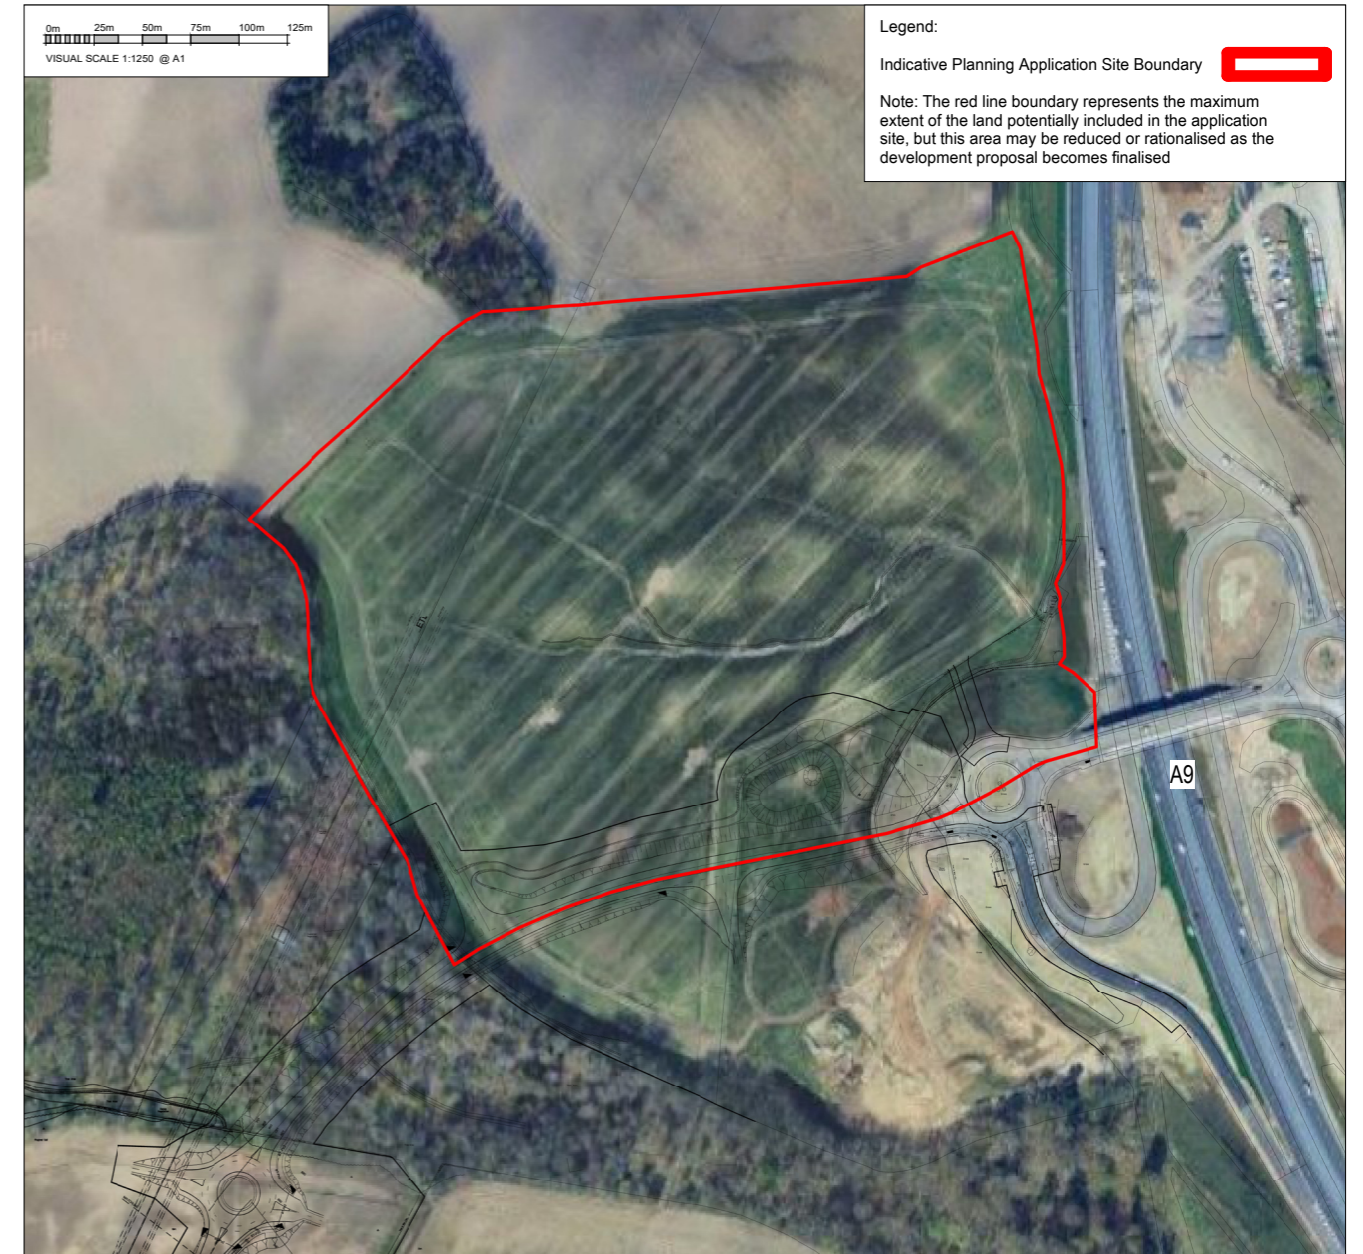 0m 25m 50m 75m 100m 125m
VISUAL SCALE 1:1250 @ A1
Legend:
Indicative Planning Application Site Boundary
Note: The red line boundary represents the maximum
extent of the land potentially included in the application
site, but this area may be reduced or rationalised as the
development proposal becomes finalised
A9